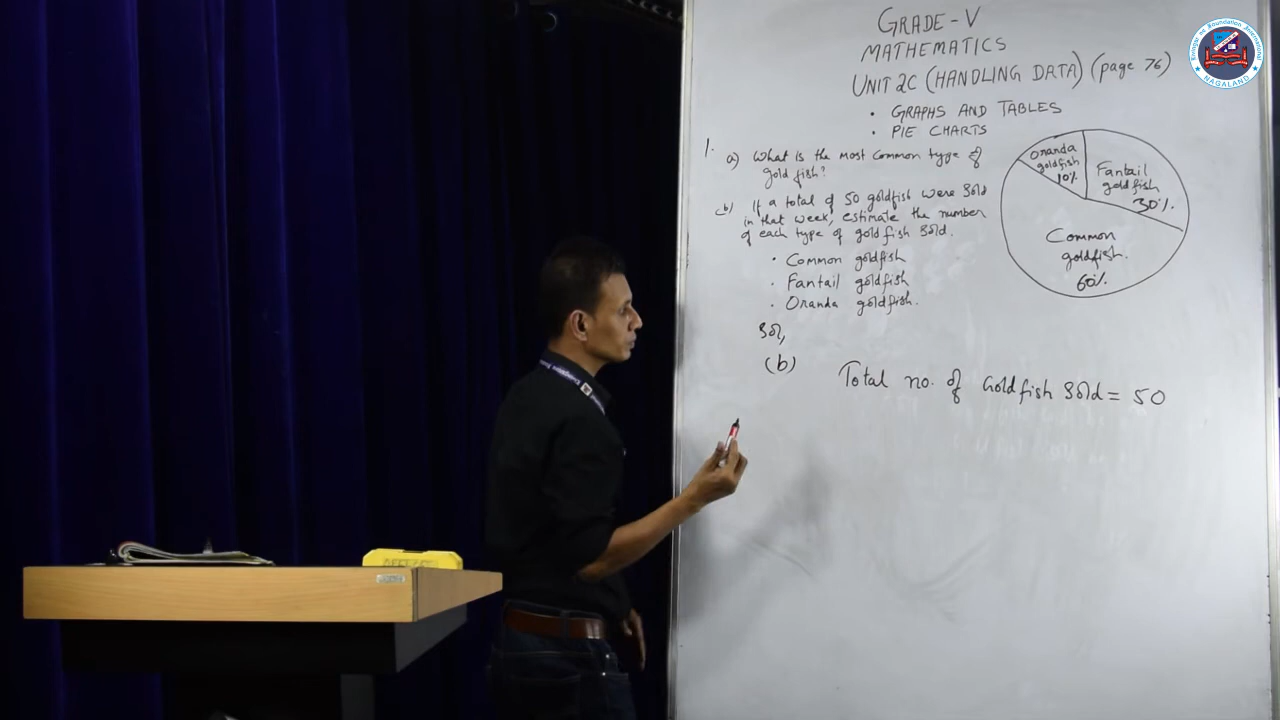 GRADE-V
MATHEMATICS
UNIT 2C (HANDLING DATA) (page 76)
• GRAPHS AND TABLES
• PIE CHARTS
1.
a) What is the most common type of
gold fish?
(b) If a total of 50 goldfish were sold
in that week, estimate the number
of each type of gold fish sold.
• Common goldfish
• Fantail goldfish
• Oranda goldfish.
Oranda
goldfish
10%
Fantail
goldfish
30%.
Common
goldfish.
60%.
Sol,
(b) Total no. of Goldfish sold = 50
NAGALAND